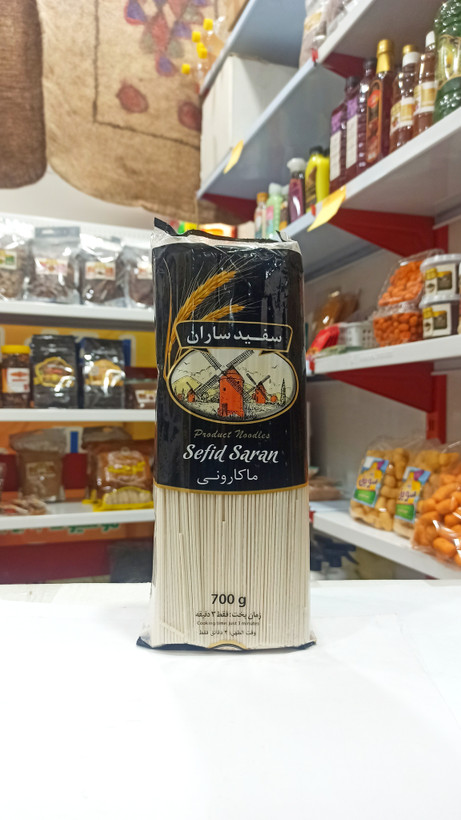 سفید ساران
Product Noodles
Sefid Saran
ماکارونی
700 g
زمان پخت: فقط ۳ دقیقه
Cooking time: Just 3 minutes
وقت الطهي: ۳ دقائق فقط